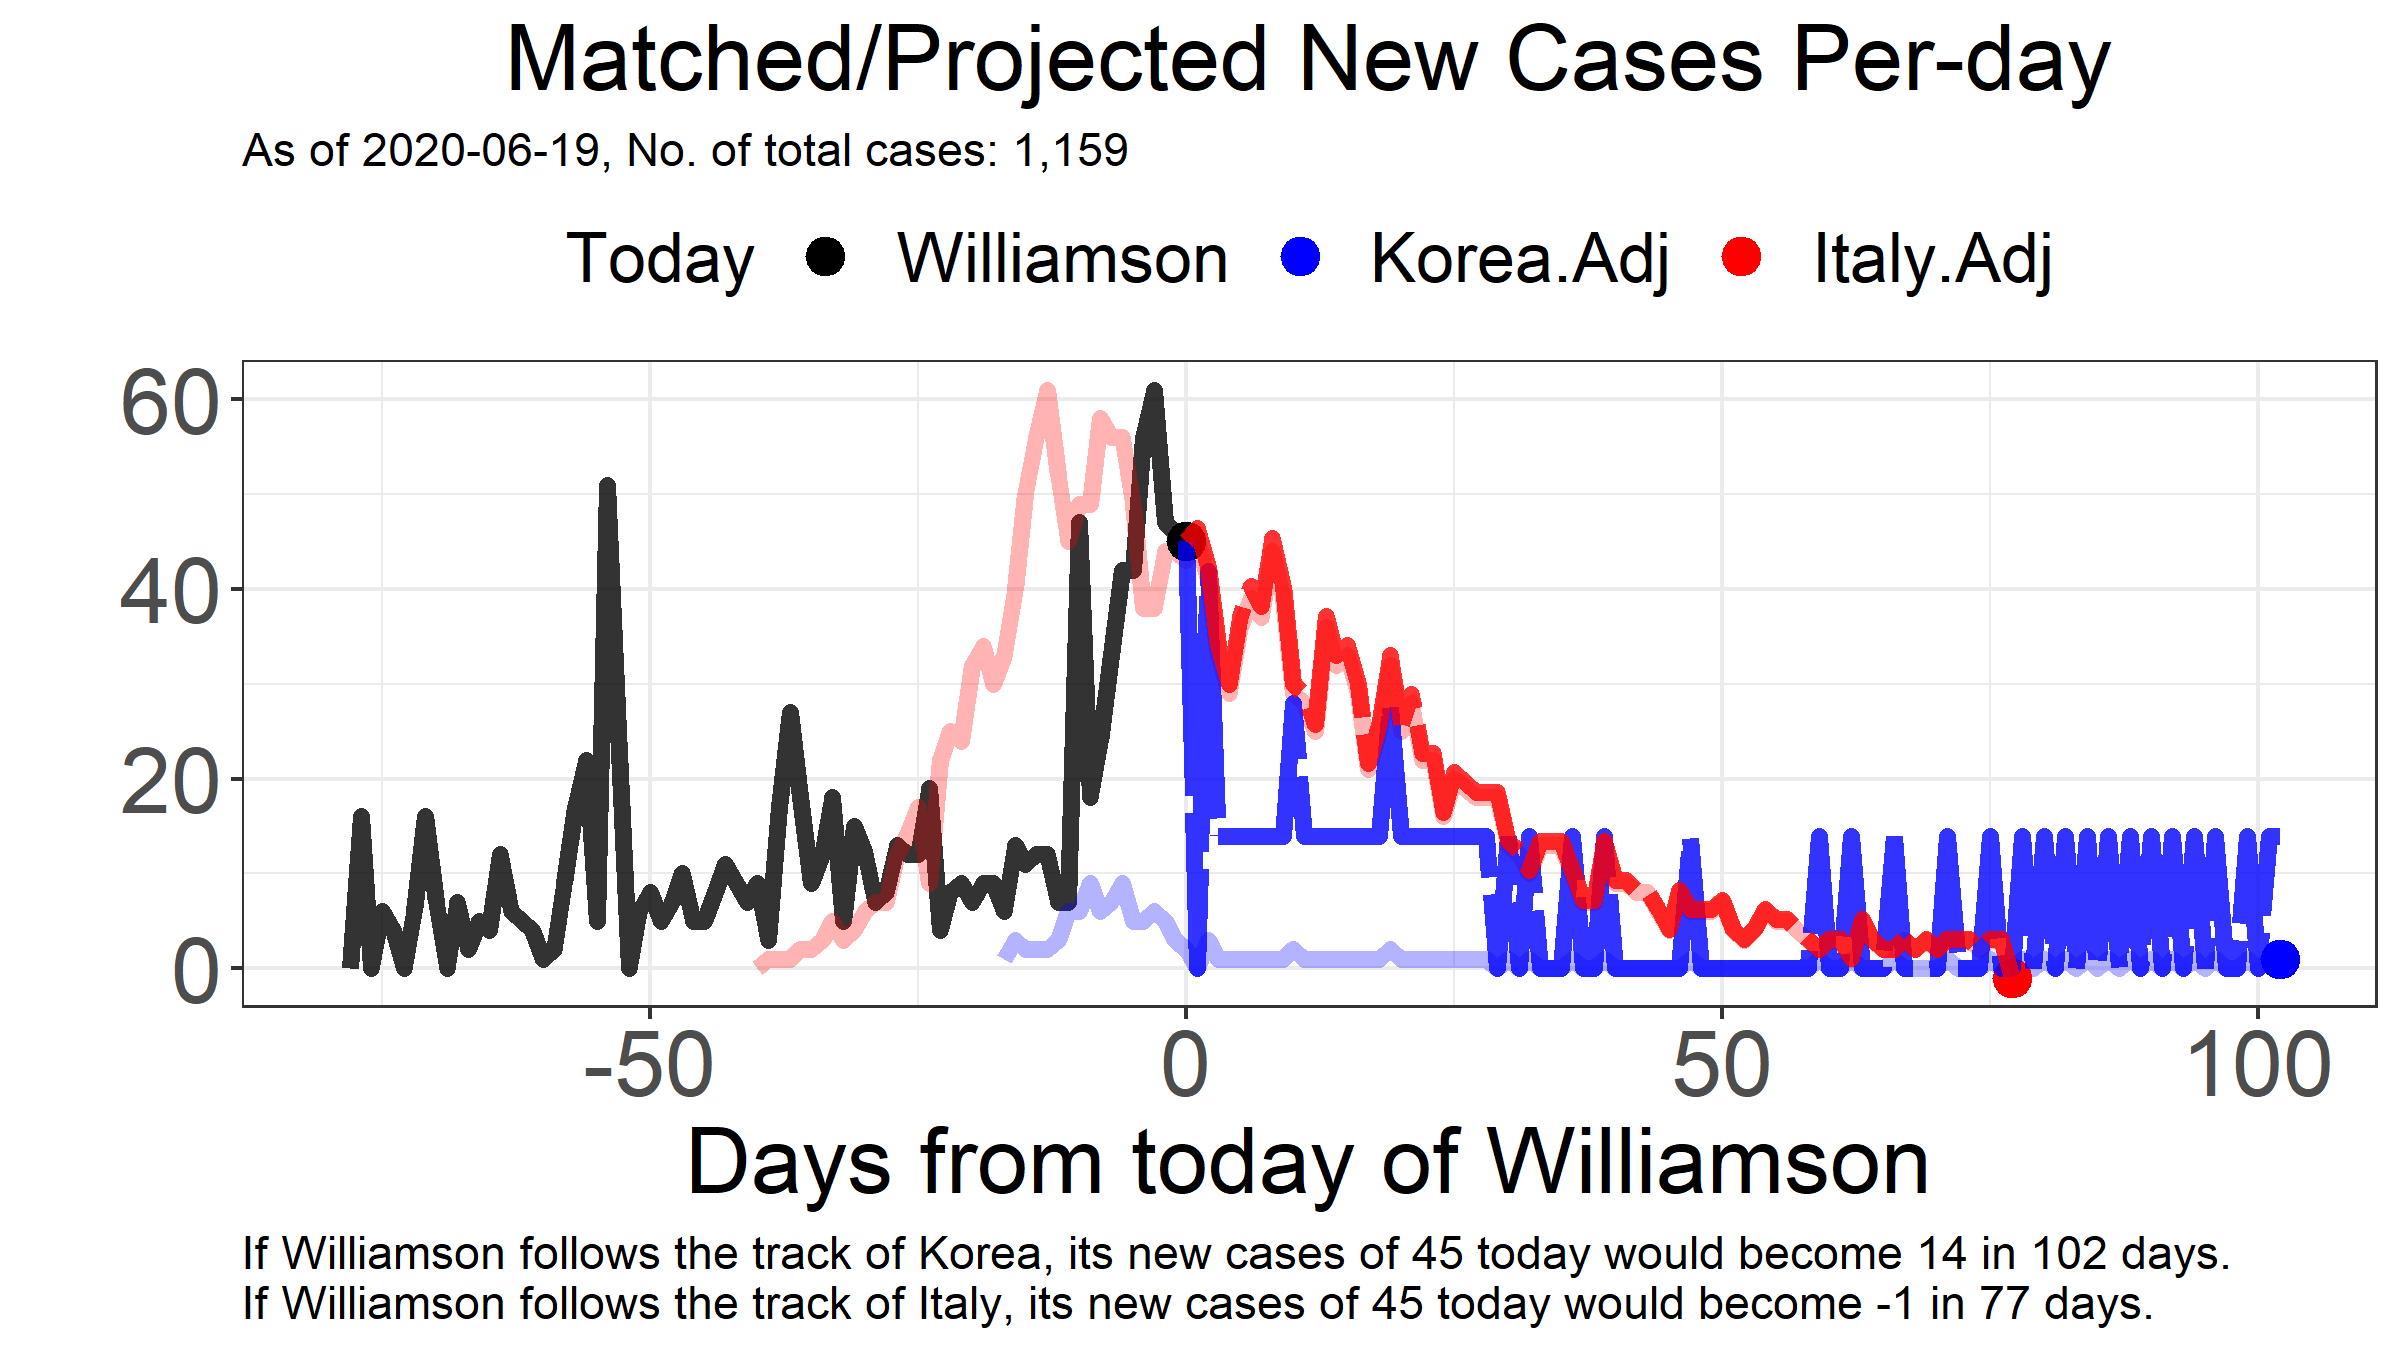 Matched/Projected New Cases Per-day
As of 2020-06-19, No. of total cases: 1,159
Today Williamson Korea.Adj Italy.Adj
60
40
20
0
-50 0 50 100
Days from today of Williamson
If Williamson follows the track of Korea, its new cases of 45 today would become 14 in 102 days.
If Williamson follows the track of Italy, its new cases of 45 today would become -1 in 77 days.